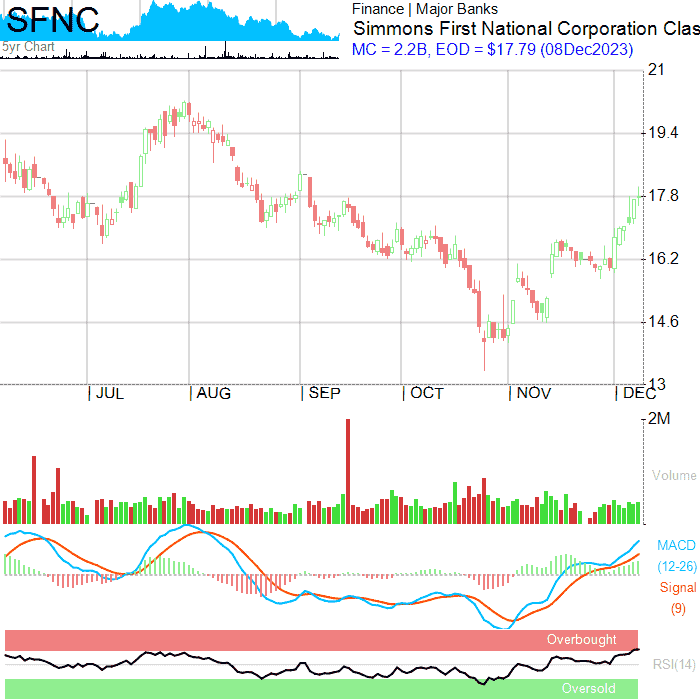 SFNC
5yr Chart
Finance | Major Banks
Simmons First National Corporation Clas
MC = 2.2B, EOD = $17.79 (08Dec2023)
21
19.4
17.8
16.2
14.6
13
JUL AUG SEP OCT NOV DEC
2M
Volume
MACD
(12-26)
Signal
(9)
Overbought
RSI(14)
Oversold